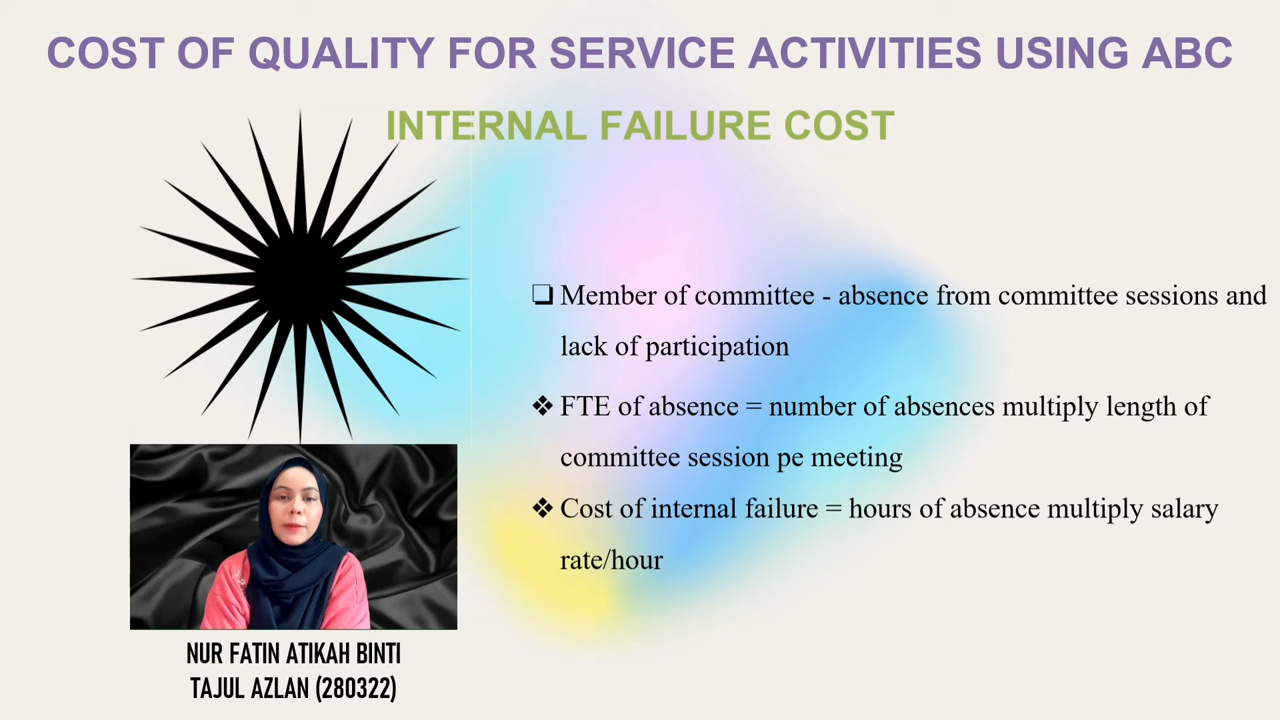 COST OF QUALITY FOR SERVICE ACTIVITIES USING ABC
INTERNAL FAILURE COST
❏ Member of committee - absence from committee sessions and
lack of participation
❖ FTE of absence = number of absences multiply length of
committee session pe meeting
❖ Cost of internal failure = hours of absence multiply salary
rate/hour
NUR FATIN ATIKAH BINTI
TAJUL AZLAN (280322)